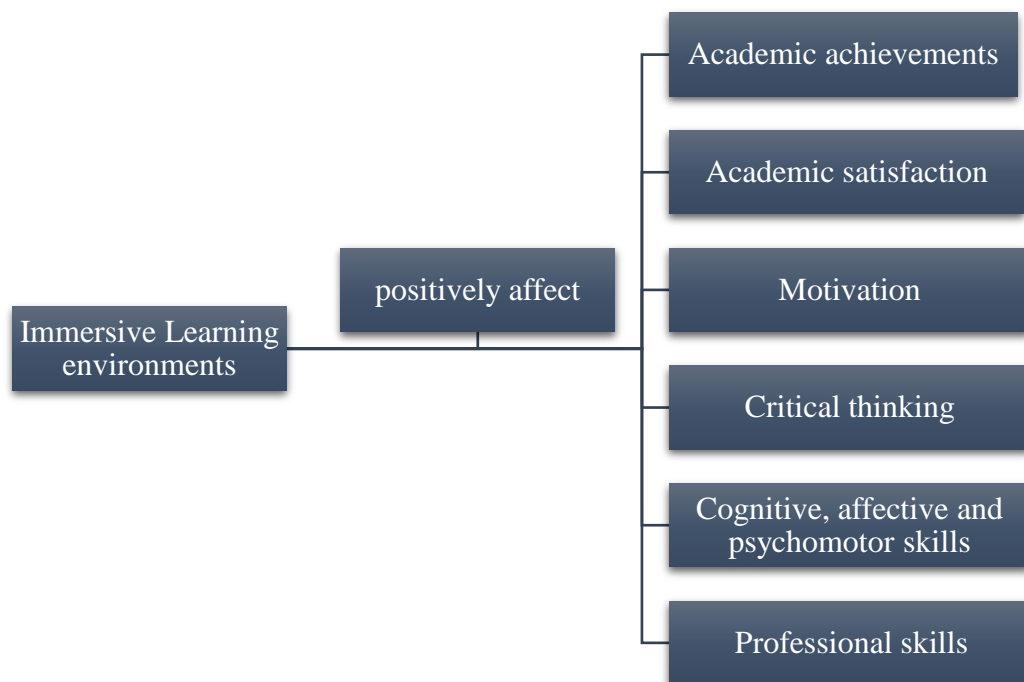 Immersive Learning
environments
positively affect
Academic achievements
Academic satisfaction
Motivation
Critical thinking
Cognitive, affective and
psychomotor skills
Professional skills